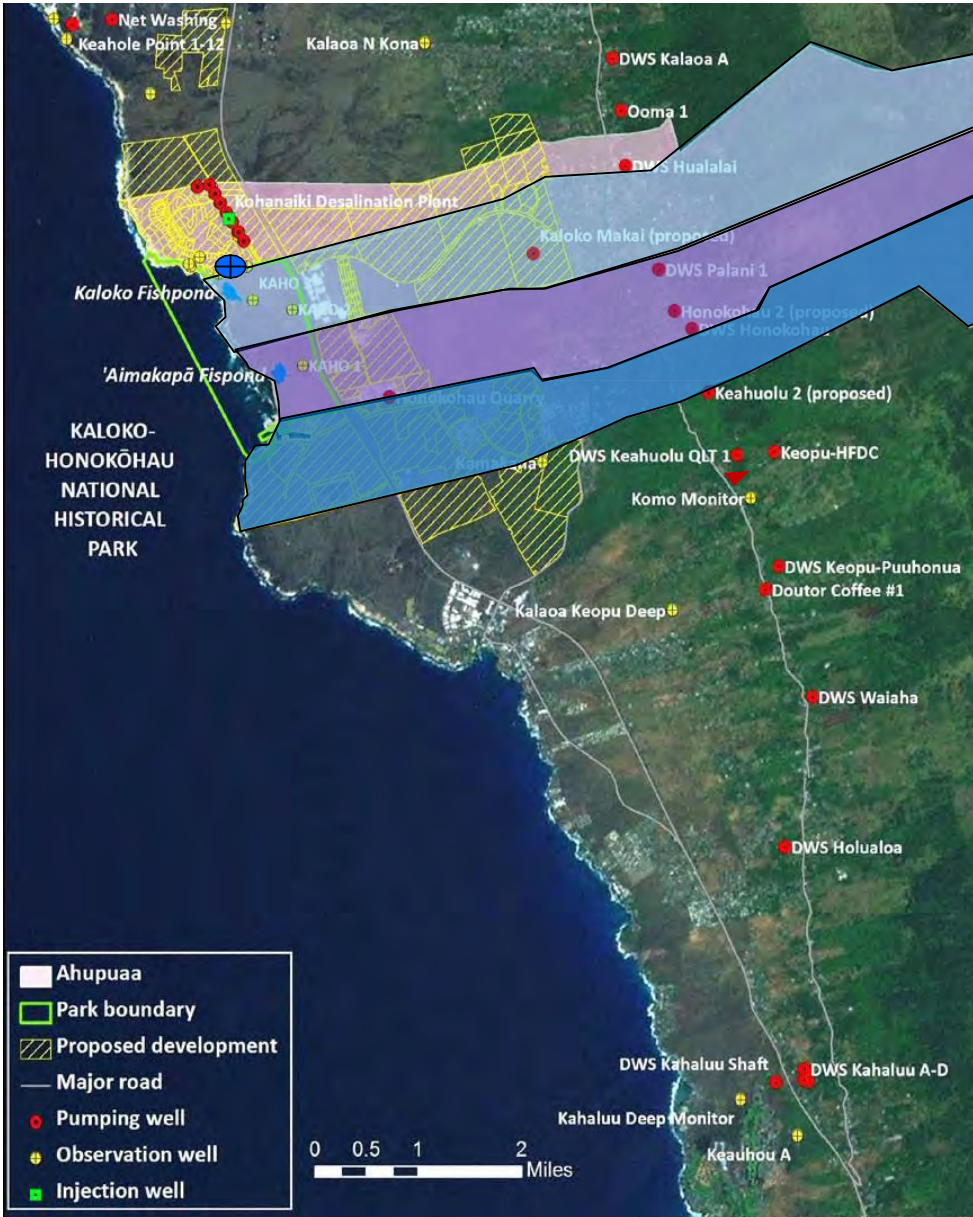 Net Washing
Keahole Point 1-12
Kalaoa N Kona
DWS Kalaoa A
Ooma 1
DWS Hualalai
Kohanaiki Desalination Plant
Kaloko Makai (proposed)
DWS Palani 1
KAHO
Kaloko Fishpond
Honokohau 2 (proposed)
DWS Honokohau
KAHO 1
'Aimakapā Fispond
Honokohau Quarry
Keahuolu 2 (proposed)
KALOKO-
HONOKŌHAU
NATIONAL
HISTORICAL
PARK
DWS Keahuolu QLT 1
Keopu-HFDC
Komo Monitor
DWS Keopu-Puuhonua
Doutor Coffee #1
Kalaoa Keopu Deep
DWS Waiaha
DWS Holualoa
DWS Kahaluu Shaft
DWS Kahaluu A-D
Kahaluu Deep Monitor
Keauhou A
Ahupuaa
Park boundary
Proposed development
Major road
Pumping well
Observation well
Injection well
0 0.5 1 2
Miles